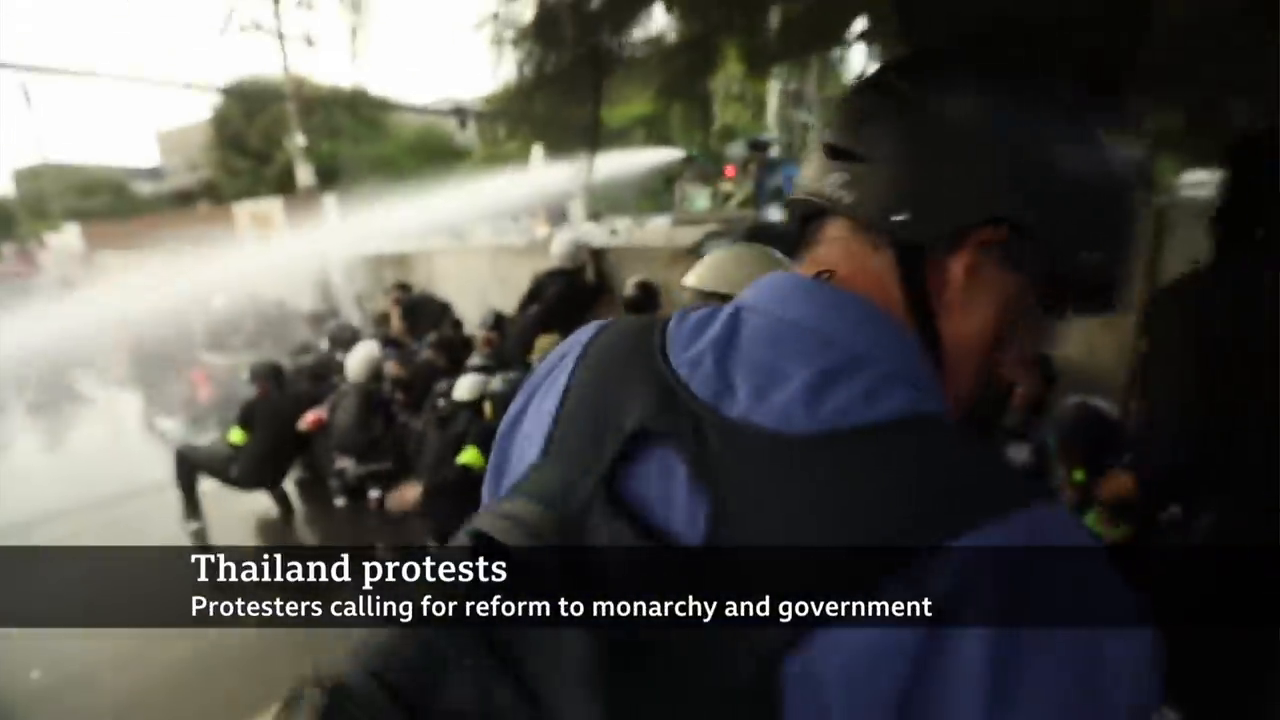 Thailand protests
Protesters calling for reform to monarchy and government